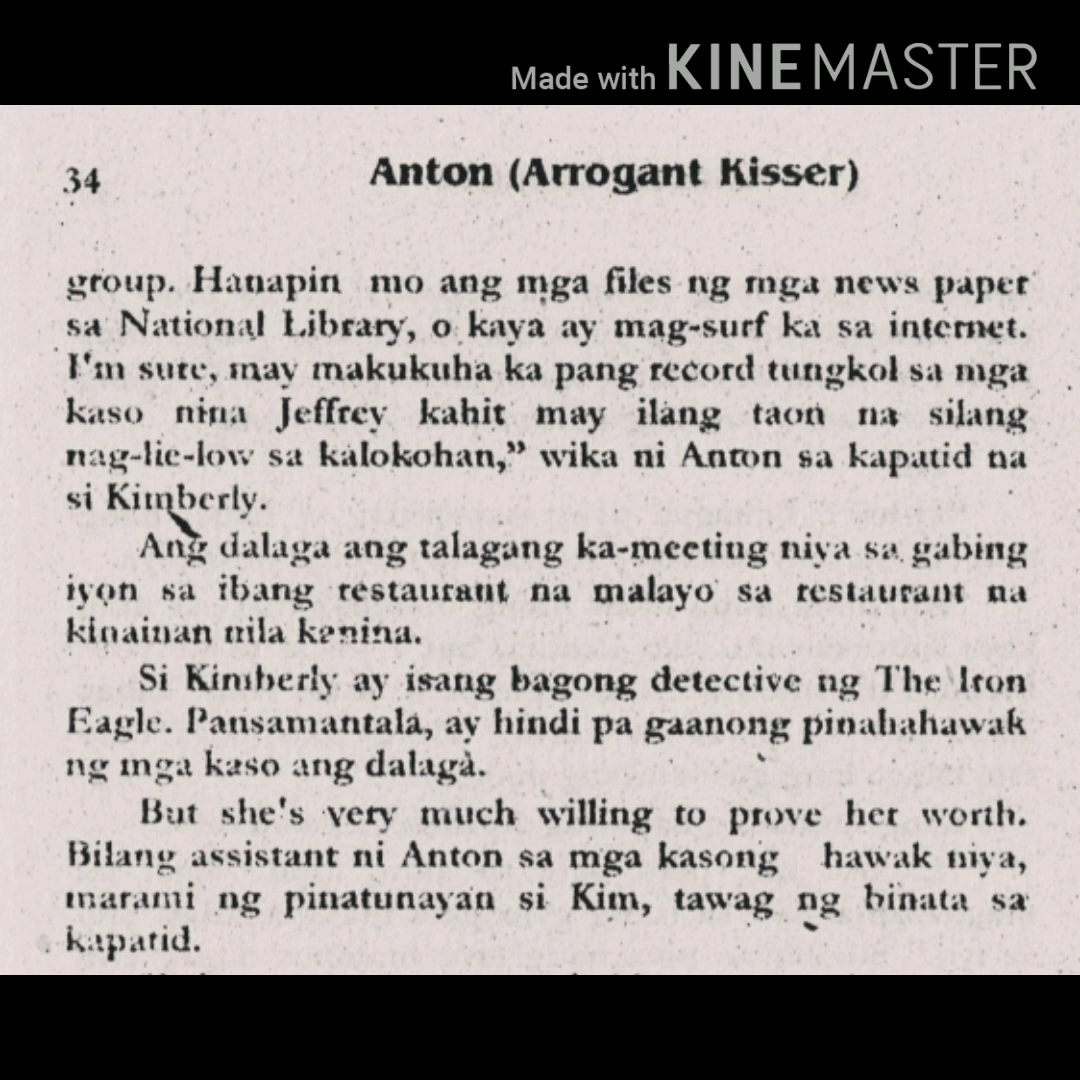 Made with KINEMASTER
34 Anton (Arrogant Kisser)
group. Hanapin mo ang mga files ng mga news paper
sa National Library, o kaya ay mag-surf ka sa internet.
I'm sure, may makukuha ka pang record tungkol sa mga
kaso nina Jeffrey kahit may ilang taon na silang
nag-lie-low sa kalokohan,” wika ni Anton sa kapatid na
si Kimberly.
Ang dalaga ang talagang ka-meeting niya sa gabing
iyon sa ibang restaurant na malayo sa restaurant na
kinainan nila kanina.
Si Kimberly ay isang bagong detective ng The Iron
Eagle. Pansamantala, ay hindi pa gaanong pinahahawak
ng mga kaso ang dalaga.
But she's very much willing to prove her worth.
Bilang assistant ni Anton sa mga kasong hawak niya,
marami ng pinatunayan si Kim, tawag ng binata sa
kapatid.